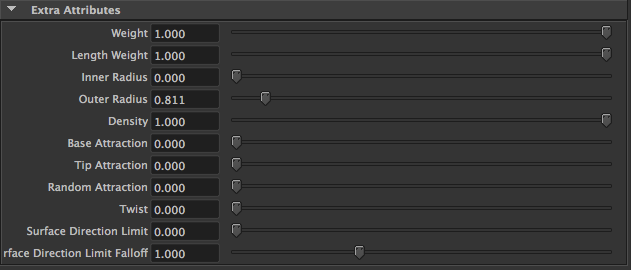 Extra Attributes
Weight 1.000
Length Weight 1.000
Inner Radius 0.000
Outer Radius 0.811
Density 1.000
Base Attraction 0.000
Tip Attraction 0.000
Random Attraction 0.000
Twist 0.000
Surface Direction Limit 0.000
rface Direction Limit Falloff 1.000